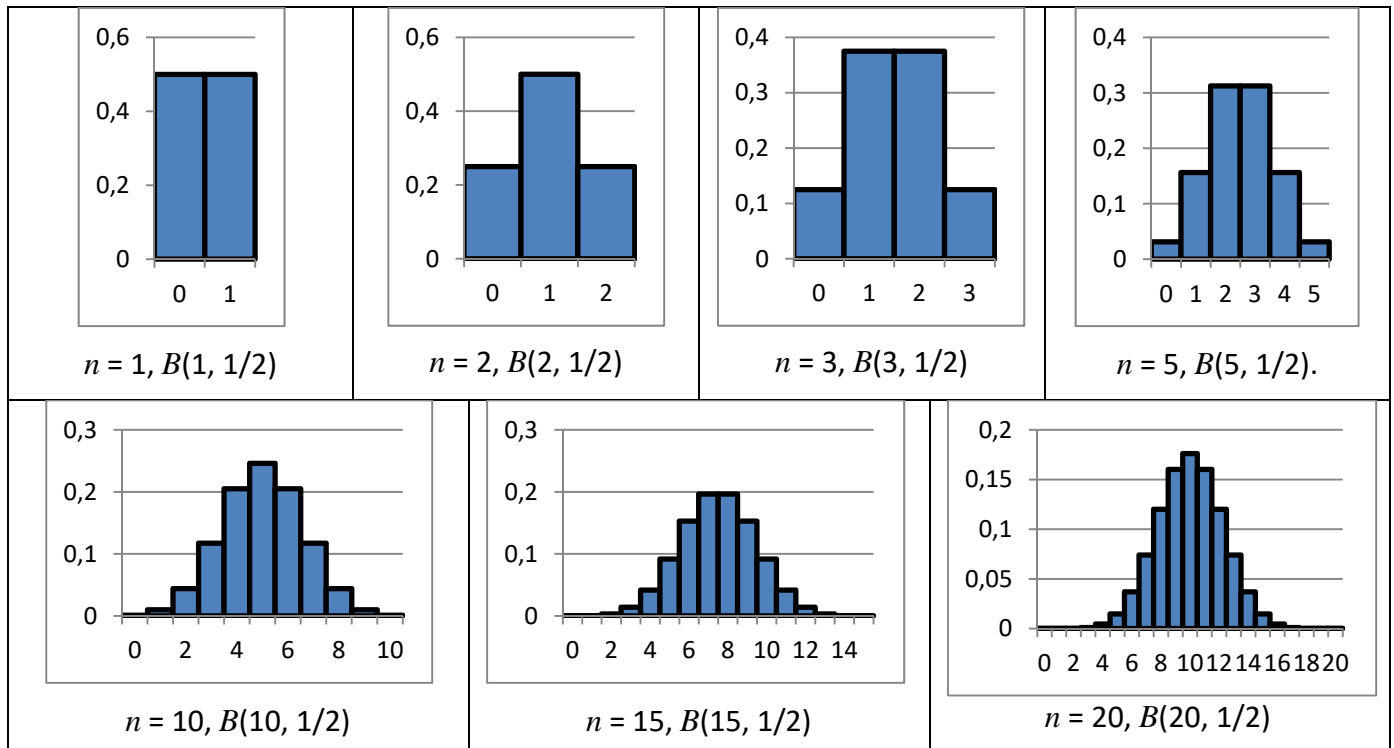 0,6
0,4
0,2
0
0 1
n = 1, B(1, 1/2)
0,6
0,4
0,2
0
0 1 2
n = 2, B(2, 1/2)
0,4
0,3
0,2
0,1
0
0 1 2 3
n = 3, B(3, 1/2)
0,4
0,3
0,2
0,1
0
0 1 2 3 4 5
n = 5, B(5, 1/2).
0,3
0,2
0,1
0
0 2 4 6 8 10
n = 10, B(10, 1/2)
0,3
0,2
0,1
0
0 2 4 6 8 10 12 14
n = 15, B(15, 1/2)
0,2
0,15
0,1
0,05
0
0 2 4 6 8 10 12 14 16 18 20
n = 20, B(20, 1/2)